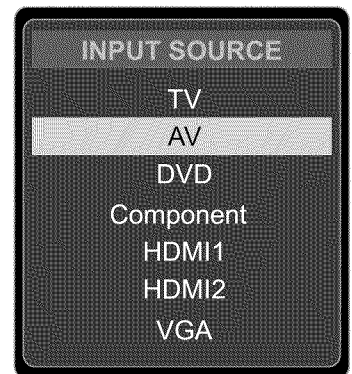 INPUT SOURCE
TV
AV
DVD
Component
HDMI1
HDMI2
VGA